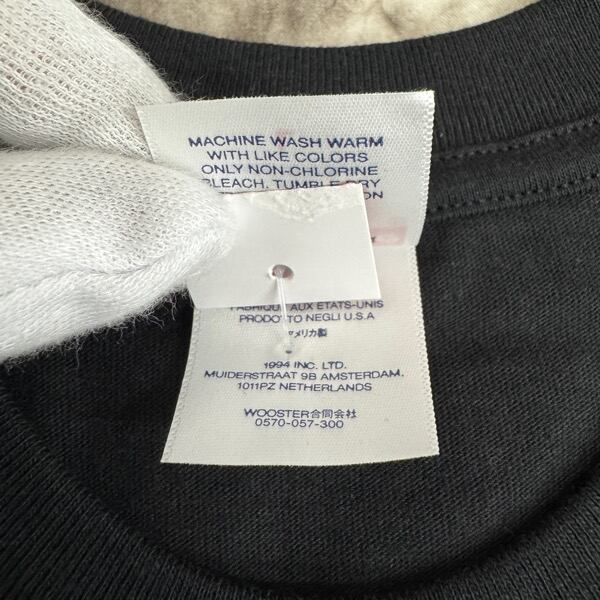 MACHINE WASH WARM
WITH LIKE COLORS
ONLY NON-CHLORINE
BLEACH. TUMBLE DRY
FABRIQUÉ AUX ETATS-UNIS
PRODOTTO NEGLI U.S.A
アメリカ製
1994 INC. LTD.
MUIDERSTRAAT 9B AMSTERDAM.
1011PZ NETHERLANDS
WOOSTER合同会社
0570-057-300